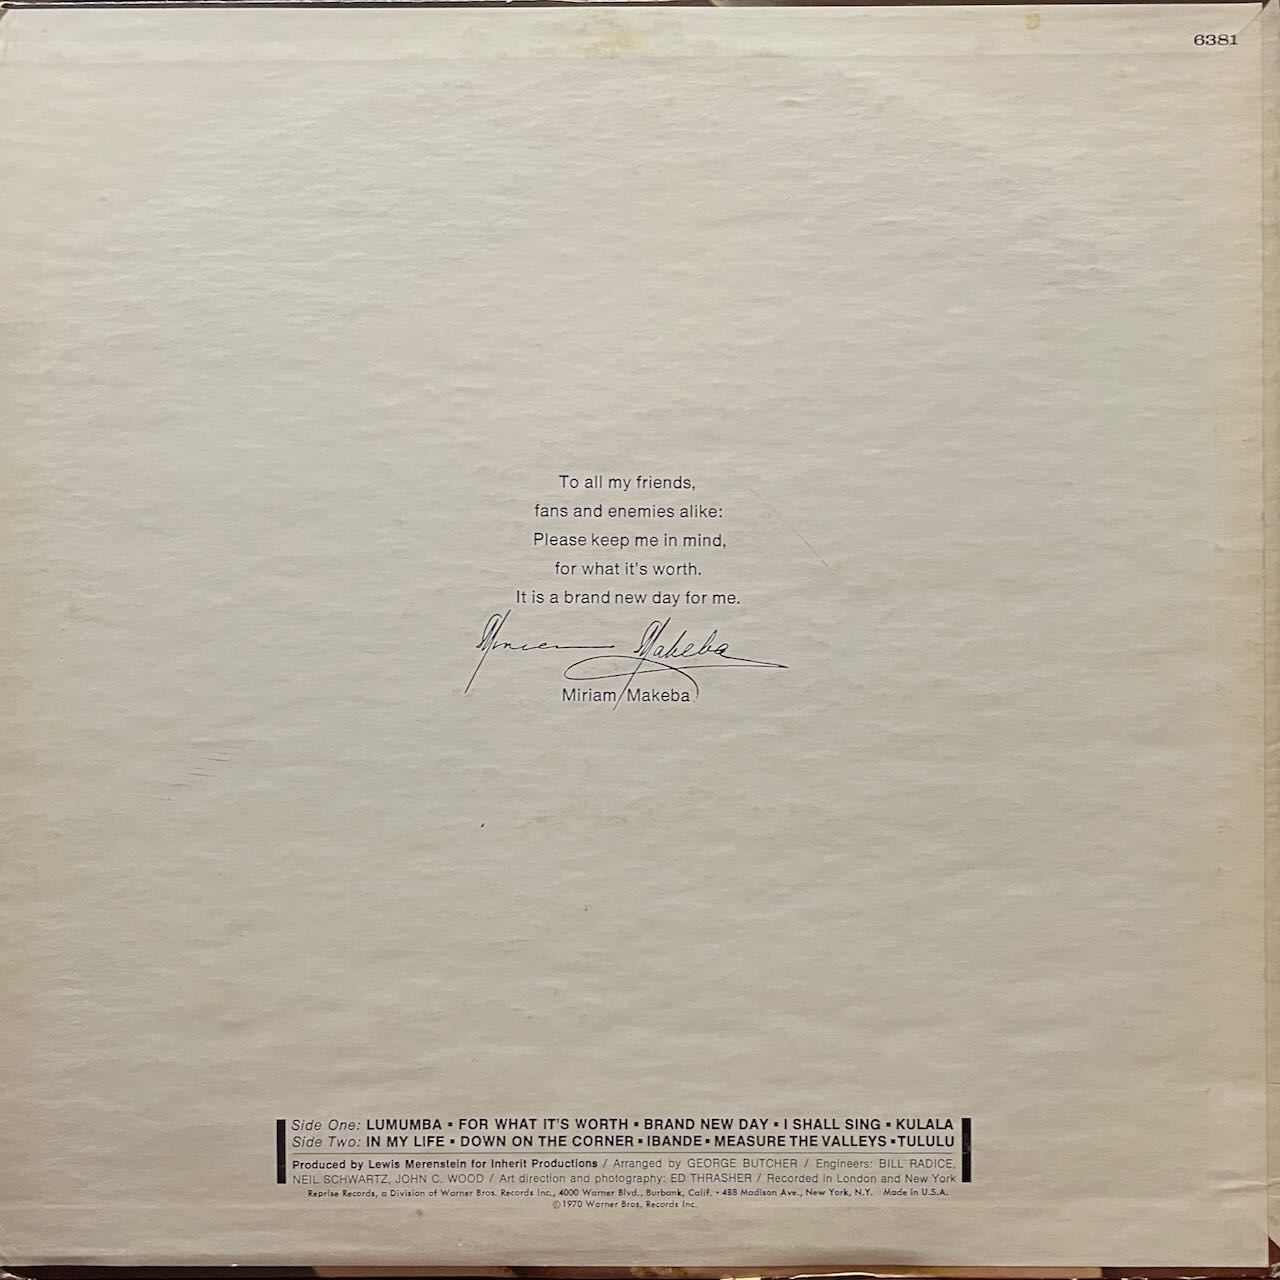 6381
To all my friends,
fans and enemies alike:
Please keep me in mind,
for what it's worth.
It is a brand new day for me.
Miriam Makeba
Miriam Makeba
Side One: LUMUMBA ▪ FOR WHAT IT'S WORTH ▪ BRAND NEW DAY ▪ I SHALL SING ▪ KULALA
Side Two: IN MY LIFE ▪ DOWN ON THE CORNER ▪ IBANDE ▪ MEASURE THE VALLEYS ▪ TULULU
Produced by Lewis Merenstein for Inherit Productions / Arranged by GEORGE BUTCHER / Engineers: BILL RADICE,
NEIL SCHWARTZ, JOHN C. WOOD / Art direction and photography: ED THRASHER / Recorded in London and New York
Reprise Records, a Division of Warner Bros. Records Inc., 4000 Warner Blvd., Burbank, Calif. • 488 Madison Ave., New York, N.Y. Made in U.S.A.
©1970 Warner Bros, Records Inc.